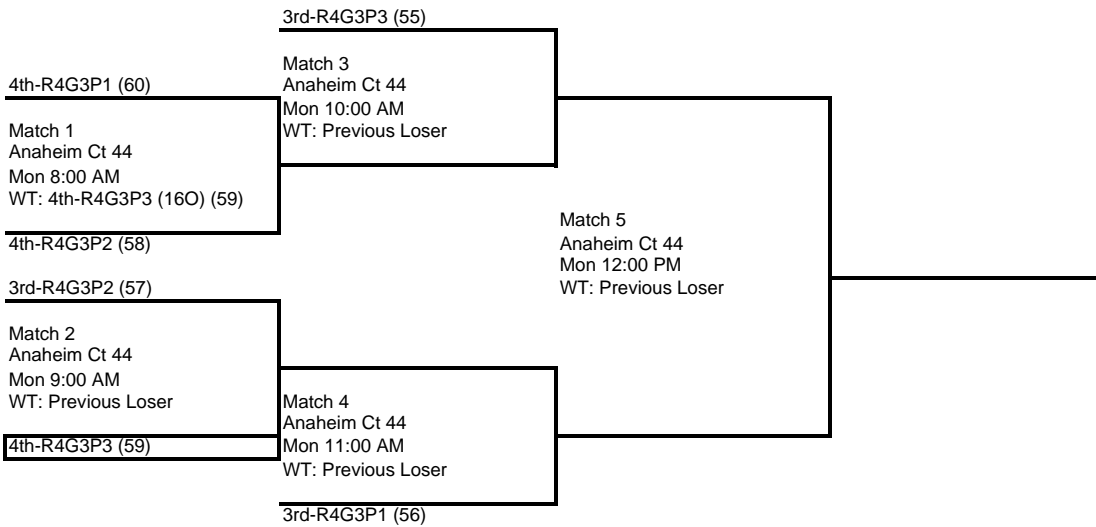 3rd-R4G3P3 (55)
Match 3
Anaheim Ct 44
Mon 10:00 AM
WT: Previous Loser
4th-R4G3P1 (60)
Match 1
Anaheim Ct 44
Mon 8:00 AM
WT: 4th-R4G3P3 (16O) (59)
4th-R4G3P2 (58)
Match 5
Anaheim Ct 44
Mon 12:00 PM
WT: Previous Loser
3rd-R4G3P2 (57)
Match 2
Anaheim Ct 44
Mon 9:00 AM
WT: Previous Loser
4th-R4G3P3 (59)
Match 4
Anaheim Ct 44
Mon 11:00 AM
WT: Previous Loser
3rd-R4G3P1 (56)